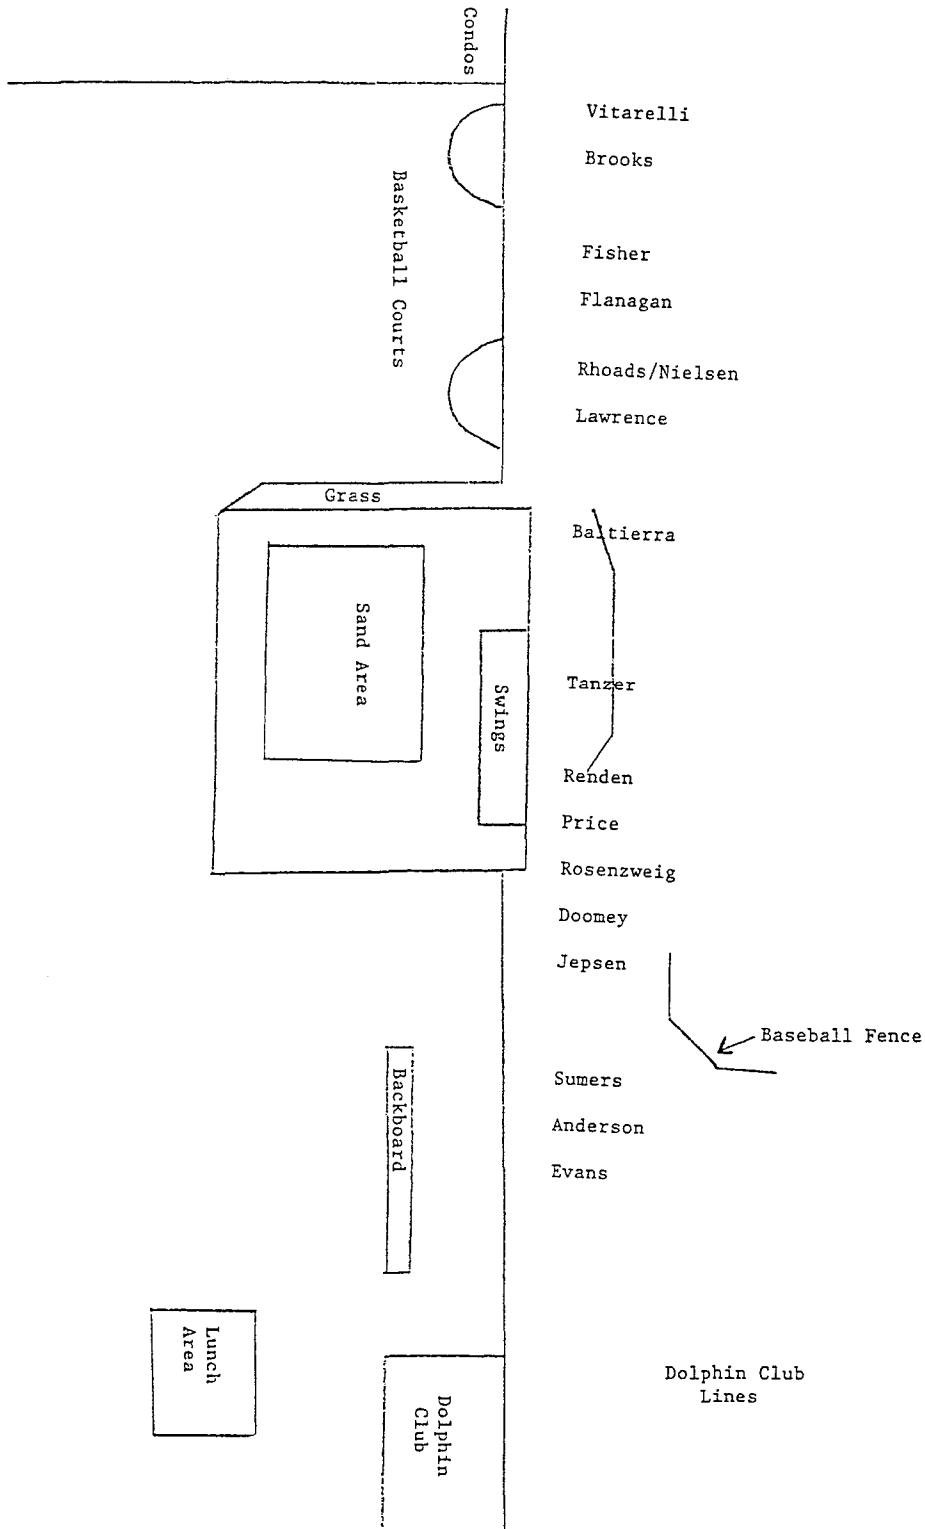 Condos
Vitarelli
Brooks
Basketball Courts
Fisher
Flanagan
Rhoads/Nielsen
Lawrence
Grass
Baltierra
Sand Area
Swings
Tanzer
Renden
Price
Rosenzweig
Doomey
Jepsen
Baseball Fence
Backboard
Sumers
Anderson
Evans
Lunch
Area
Dolphin
Club
Dolphin Club
Lines